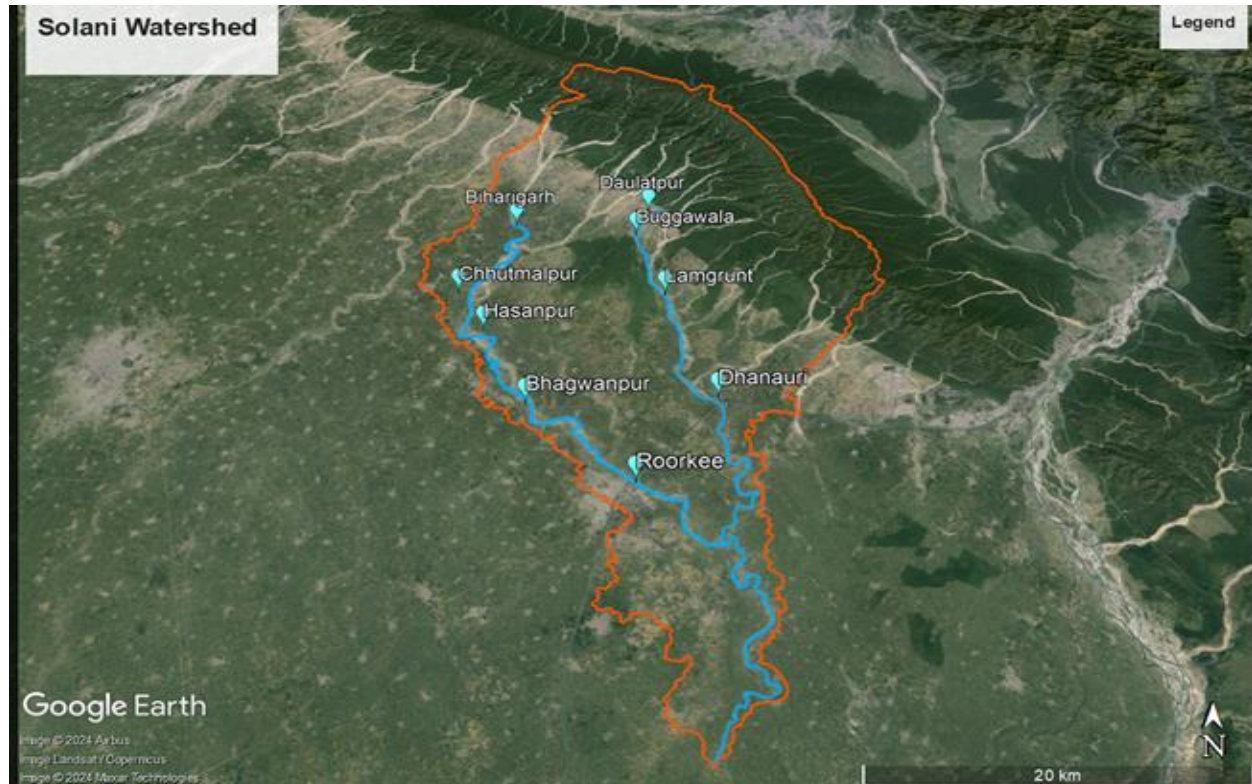 Solani Watershed
Legend
Daulatpur
Biharigarh
Buggawala
Chhutmalpur
Lamgrunt
Hasanpur
Dhanauri
Bhagwanpur
Roorkee
Google Earth
Image © 2024 Airbus
Image Landsat / Copernicus
Image © 2024 Maxar Technologies
N
20 km